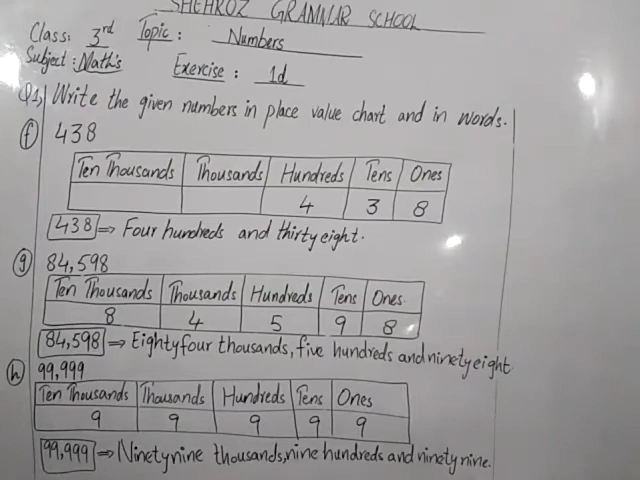 SHEHROZ GRAMMAR SCHOOL
Class: 3rd Topic: Numbers
Subject: Math's Exercise: 1d
Q1, Write the given numbers in place value chart and in words.
f 438
Ten Thousands Thousands Hundreds Tens Ones
4 3 8
438 ⇒ Four hundreds and thirty eight.
g 84,598
Ten Thousands Thousands Hundreds Tens Ones.
8 4 5 9 8
84,598 ⇒ Eighty four thousands, five hundreds and ninety eight
h 99,999
Ten Thousands Thousands Hundreds Tens Ones
9 9 9 9 9
99,999 ⇒ Ninety nine thousands, nine hundreds and ninety nine.